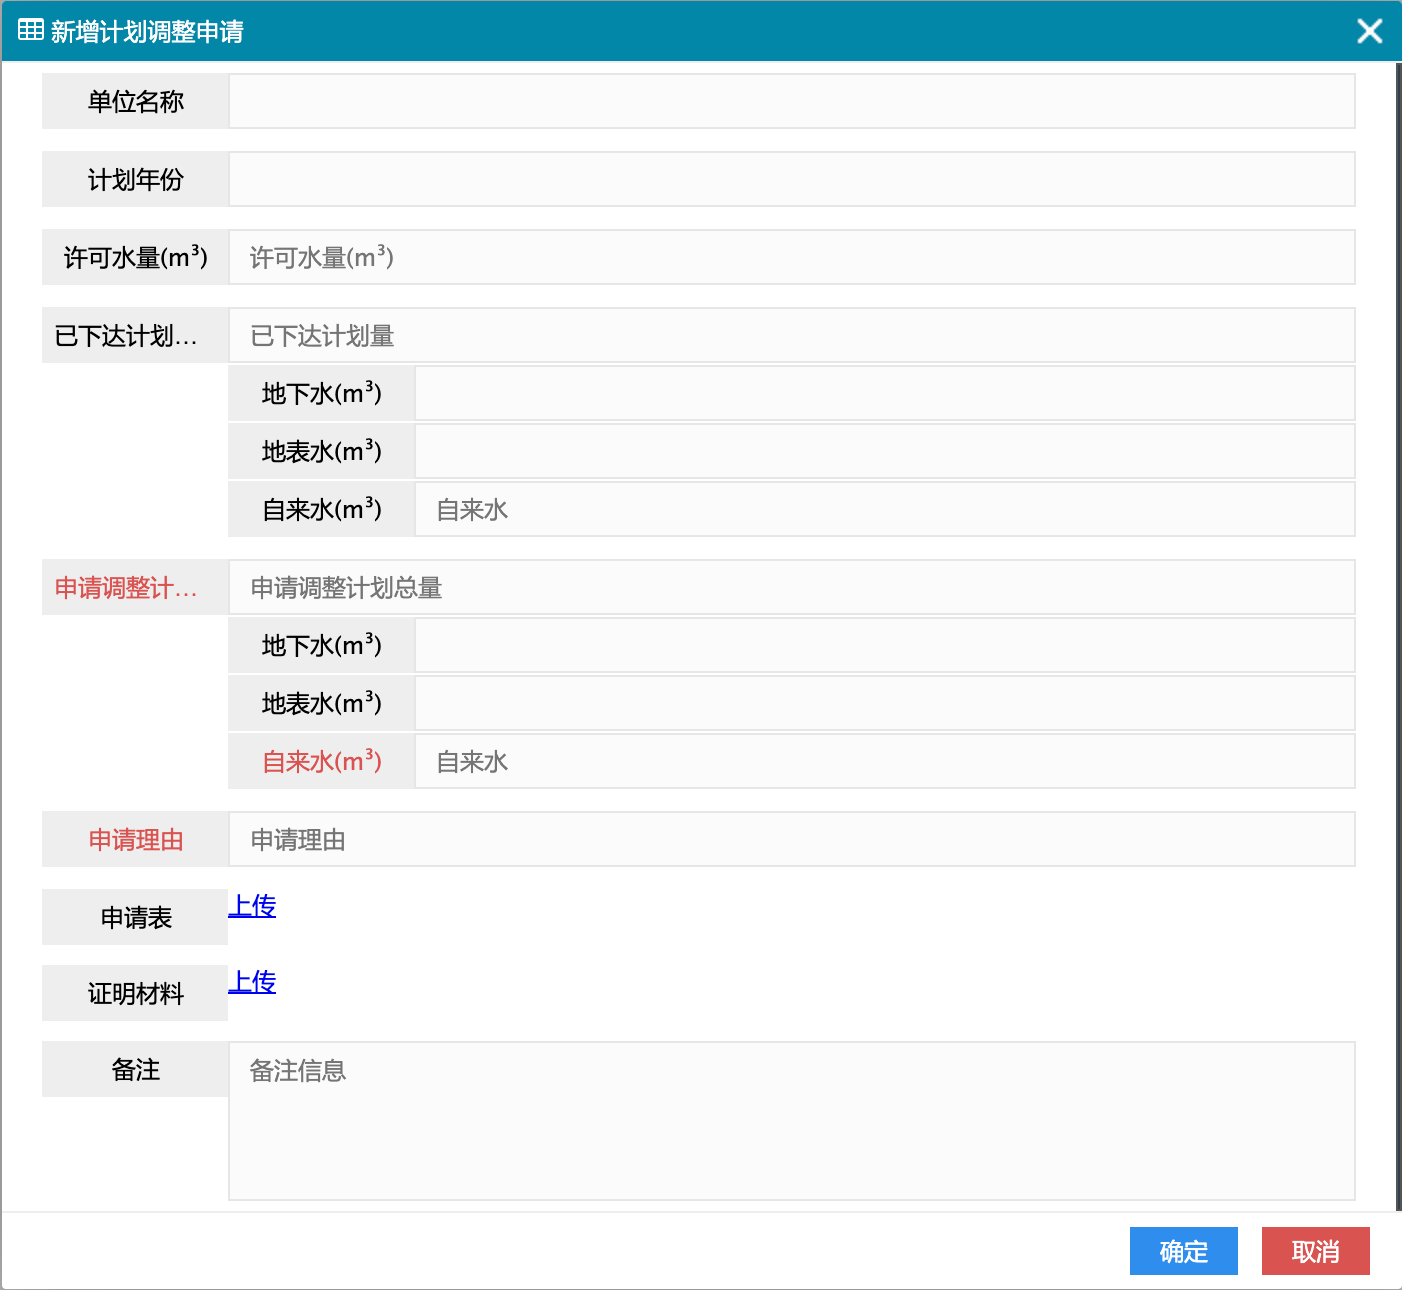 新增计划调整申请
单位名称
计划年份
许可水量(m³) 许可水量(m³)
已下达计划... 已下达计划量
地下水(m³)
地表水(m³)
自来水(m³) 自来水
申请调整计... 申请调整计划总量
地下水(m³)
地表水(m³)
自来水(m³) 自来水
申请理由 申请理由
申请表 上传
证明材料 上传
备注 备注信息
确定 取消